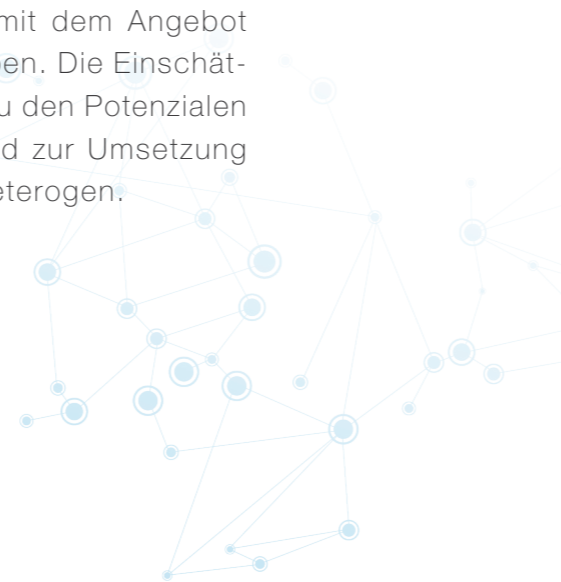 mit dem Angebot
en. Die Einschät-
u den Potenzialen
d zur Umsetzung
eterogen.